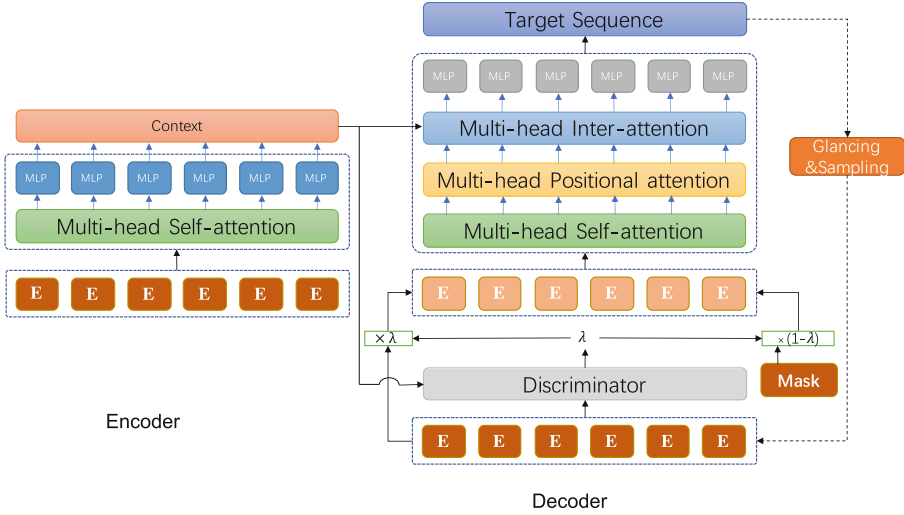 Target Sequence
MLP MLP MLP MLP MLP MLP
Context
Multi-head Inter-attention
Glancing
&Sampling
MLP MLP MLP MLP MLP MLP
Multi-head Positional attention
Multi-head Self-attention
Multi-head Self-attention
E E E E E E
E E E E E E
× λ
λ
× (1-λ)
Discriminator
Mask
Encoder
E E E E E E
Decoder